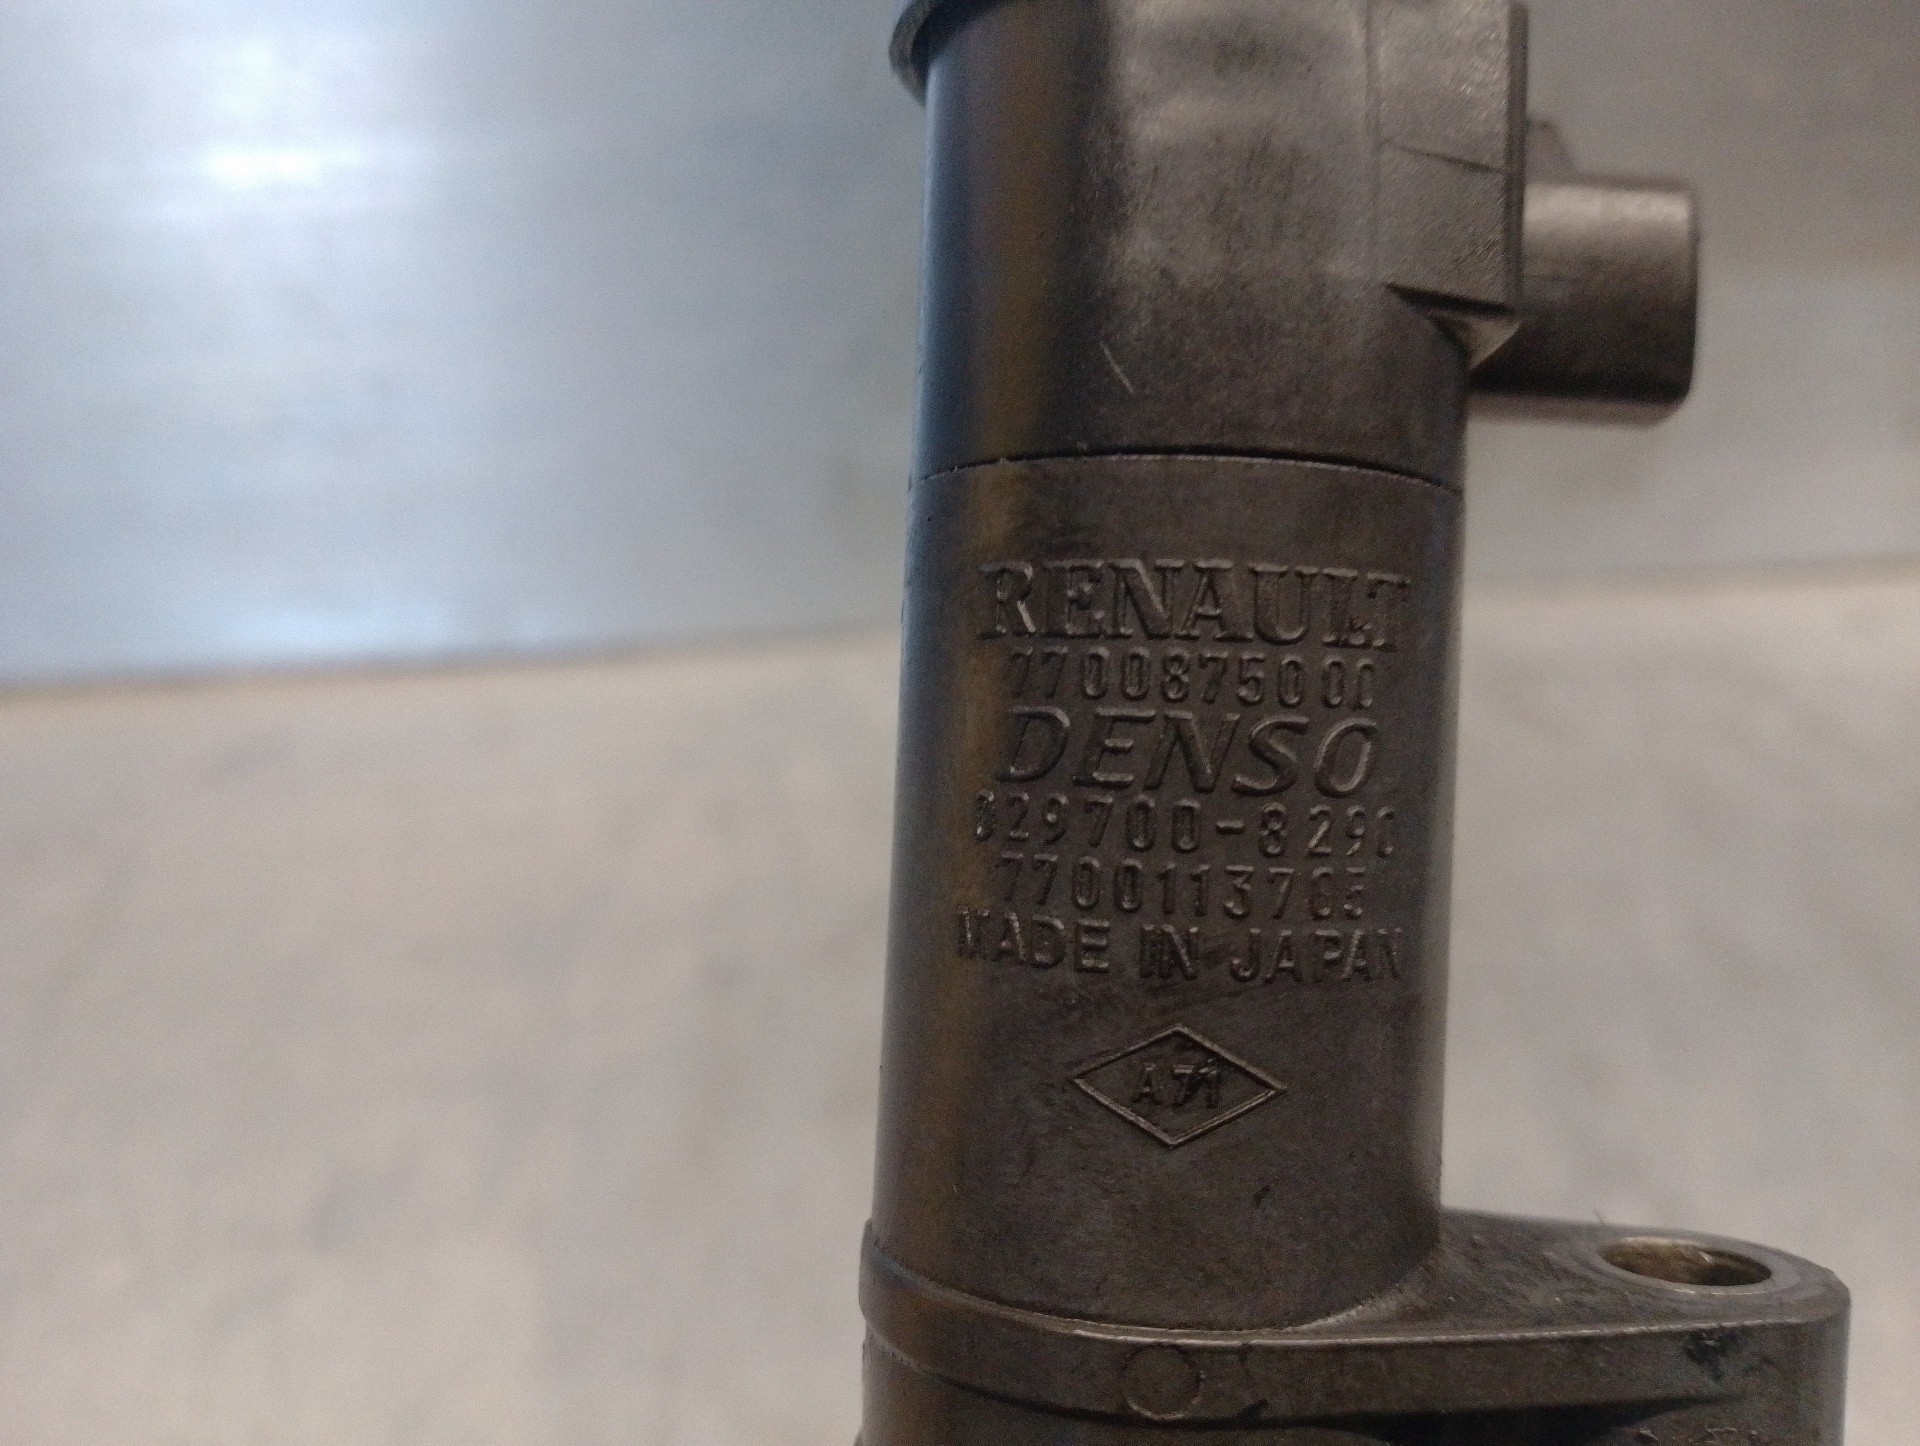 RENAULT
7700875000
DENSO
029700-8290
7700113705
MADE IN JAPAN
A71